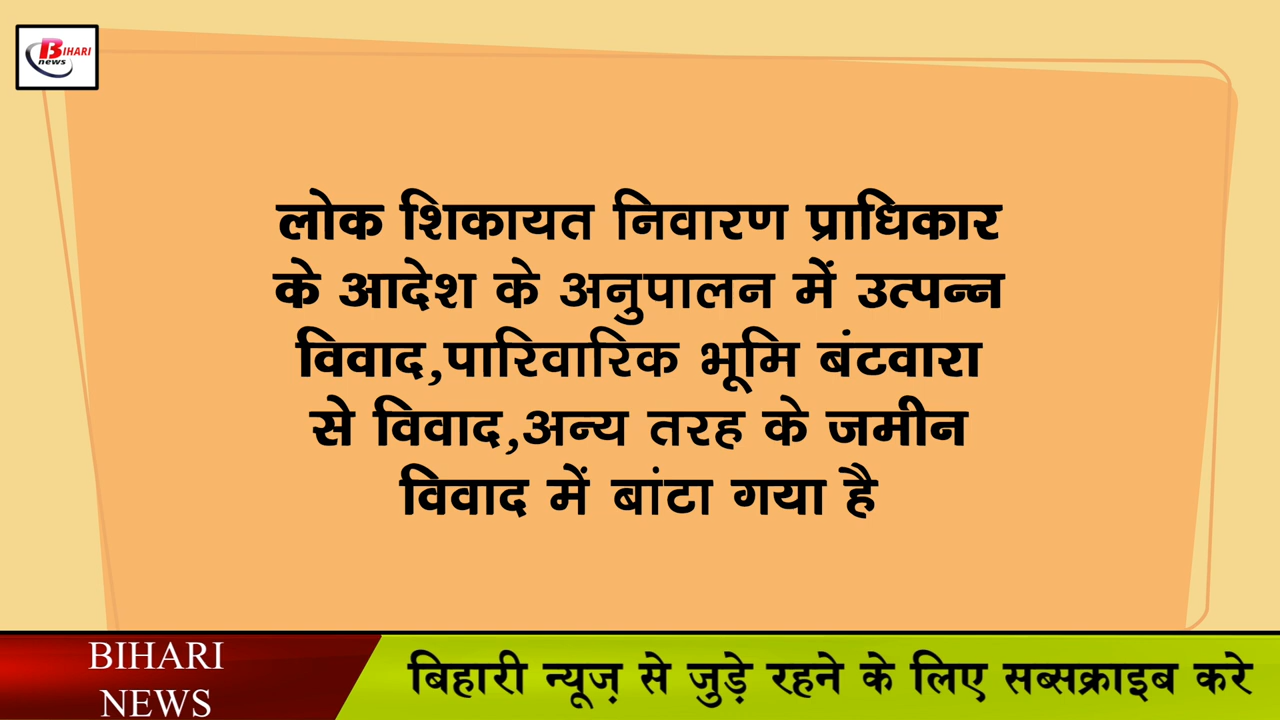 BIHARI
news
लोक शिकायत निवारण प्राधिकार
के आदेश के अनुपालन में उत्पन्न
विवाद,पारिवारिक भूमि बंटवारा
से विवाद,अन्य तरह के जमीन
विवाद में बांटा गया है
BIHARI
NEWS
बिहारी न्यूज़ से जुड़े रहने के लिए सब्सक्राइब करे